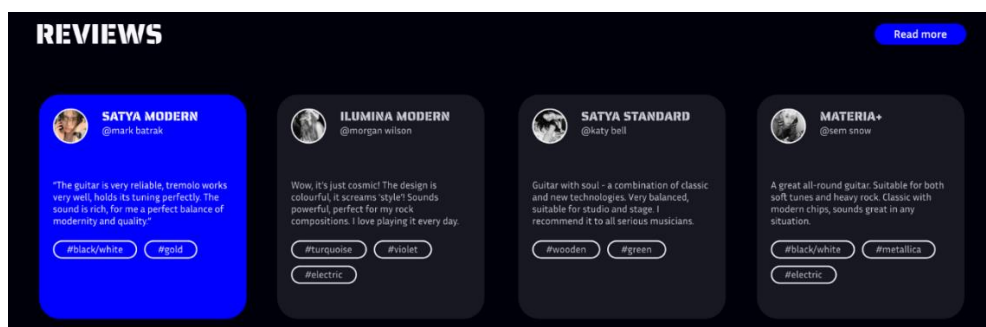 REVIEWS
Read more
SATYA MODERN
@mark batrak
"The guitar is very reliable, tremolo works
very well, holds its tuning perfectly. The
sound is rich, for me a perfect balance of
modernity and quality."
#black/white #gold
ILUMINA MODERN
@morgan wilson
Wow, it's just cosmic! The design is
colourful, it screams 'style'! Sounds
powerful, perfect for my rock
compositions. I love playing it every day.
#turquoise #violet
#electric
SATYA STANDARD
@katy bell
Guitar with soul - a combination of classic
and new technologies. Very balanced,
suitable for studio and stage. I
recommend it to all serious musicians.
#wooden #green
MATERIA+
@sem snow
A great all-round guitar. Suitable for both
soft tunes and heavy rock. Classic with
modern chips, sounds great in any
situation.
#black/white #metallica
#electric